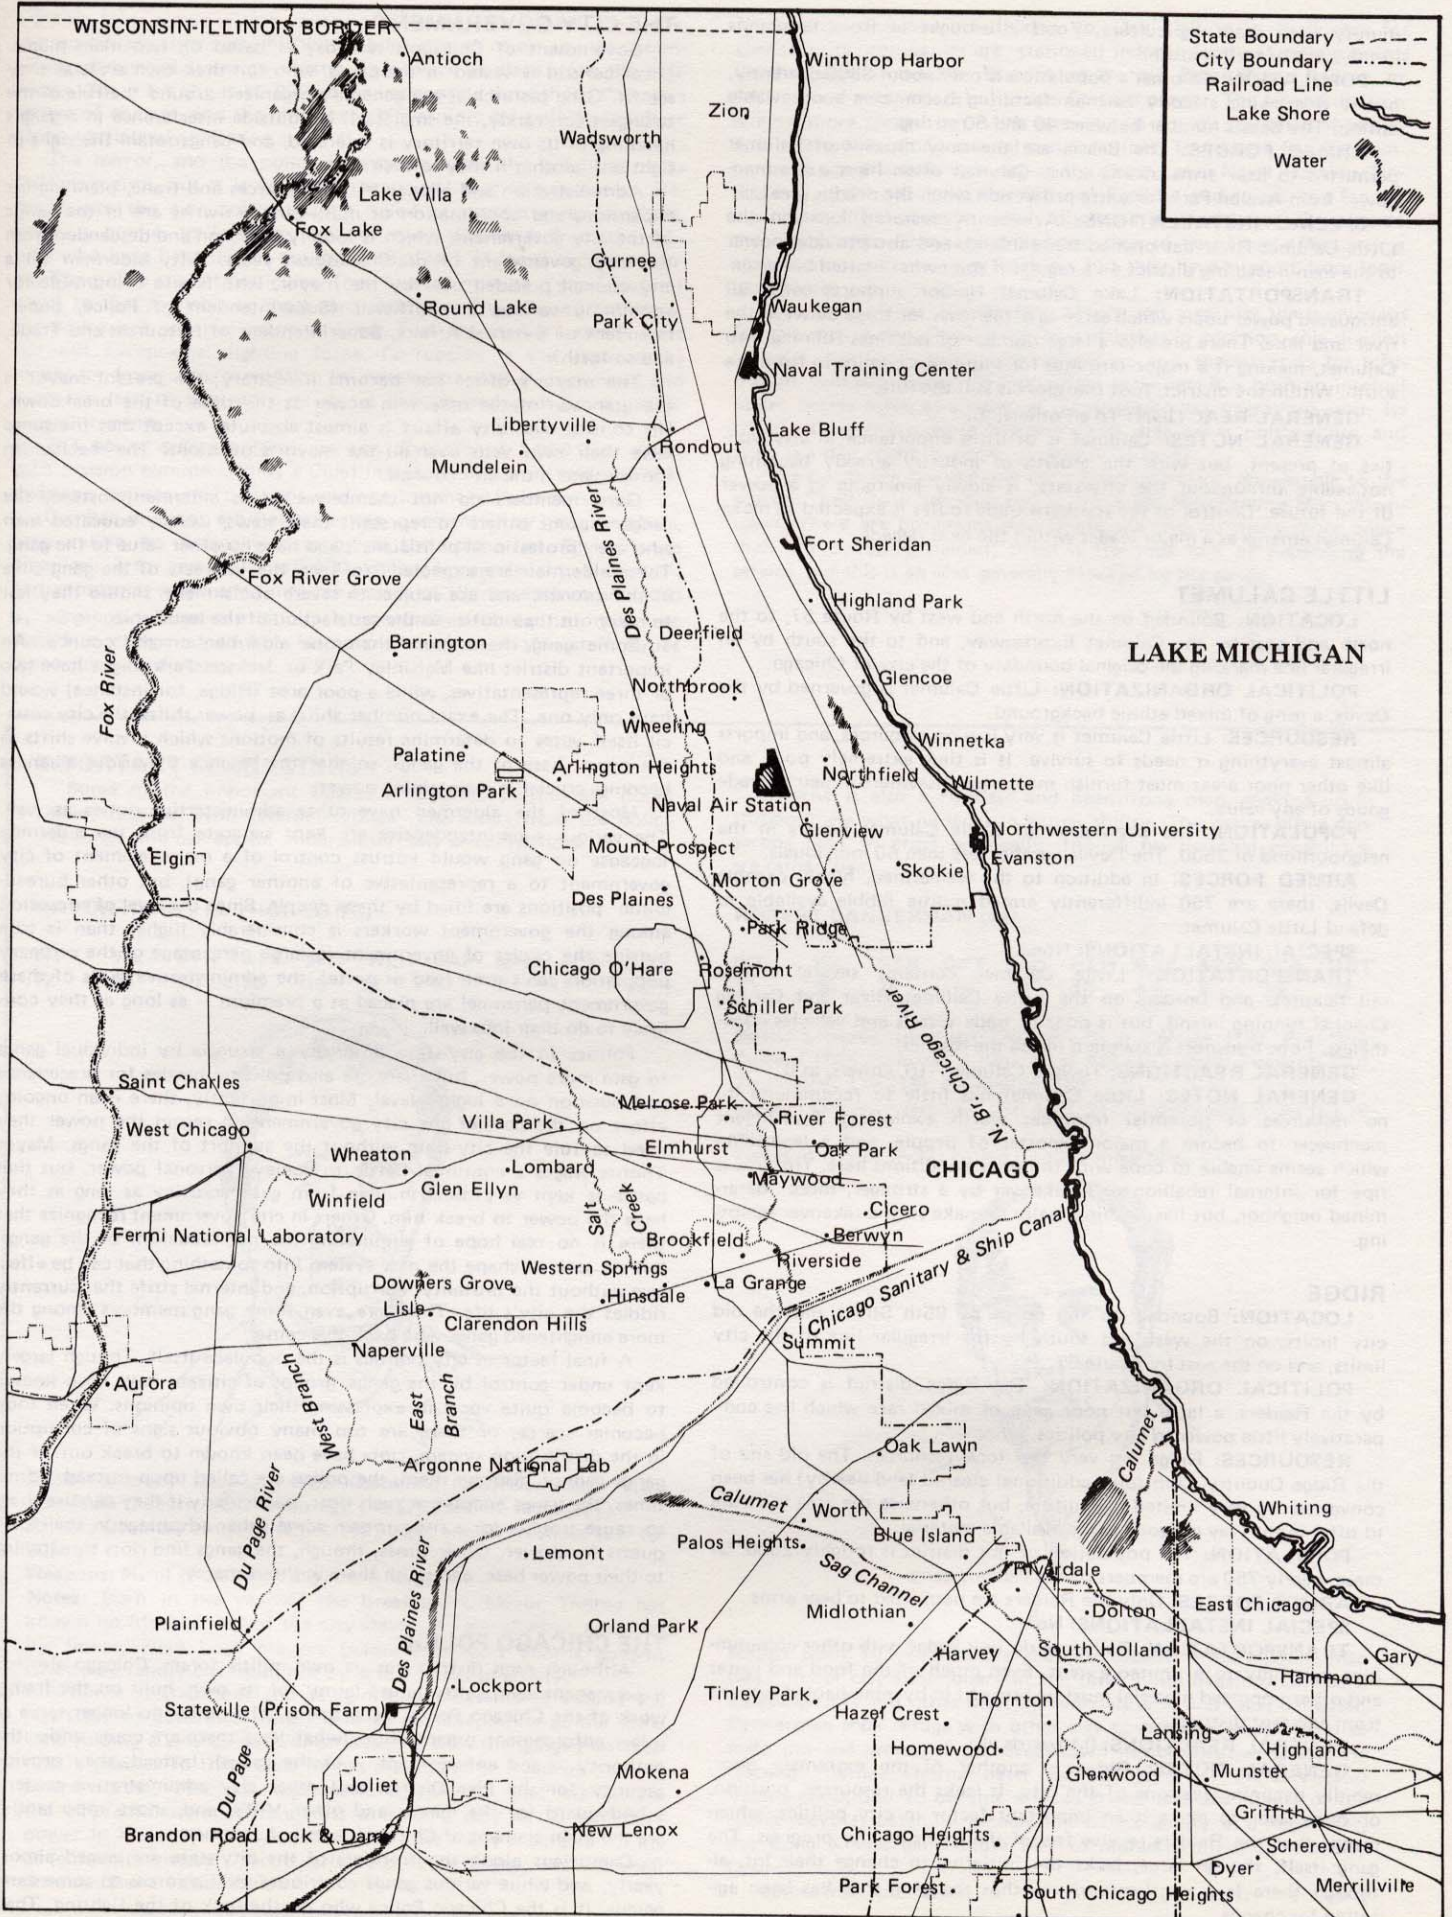 WISCONSIN-ILLINOIS BORDER
State Boundary
City Boundary
Railroad Line
Lake Shore
Water
Antioch
Winthrop Harbor
Zion
Wadsworth
Lake Villa
Fox Lake
Gurnee
Round Lake
Park City
Waukegan
Naval Training Center
Libertyville
Lake Bluff
Rondout
Mundelein
Des Plaines River
Fort Sheridan
Fox River Grove
Highland Park
Barrington
Deerfield
LAKE MICHIGAN
Fox River
Glencoe
Northbrook
Wheeling
Winnetka
Palatine
Arlington Heights
Northfield
Wilmette
Arlington Park
Naval Air Station
Glenview
Northwestern University
Mount Prospect
Evanston
Elgin
Skokie
Morton Grove
Des Plaines
Park Ridge
Chicago O'Hare
Rosemont
Schiller Park
N Br Chicago River
Saint Charles
Melrose Park
River Forest
West Chicago
Villa Park
Elmhurst
Oak Park
Wheaton
Lombard
CHICAGO
Glen Ellyn
Maywood
Winfield
Salt Creek
Cicero
Fermi National Laboratory
Brookfield
Berwyn
Riverside
Western Springs
Chicago Sanitary & Ship Canal
Downers Grove
Hinsdale
La Grange
Lisle
Clarendon Hills
Summit
Naperville
Aurora
West Branch
East Branch
Calumet
Oak Lawn
Argonne National Lab
Du Page River
Calumet
Worth
Whiting
Palos Heights
Blue Island
Lemont
Sag Channel
Riverdale
Des Plaines River
Midlothian
Dolton
East Chicago
Plainfield
Orland Park
Harvey
South Holland
Gary
Hammond
Lockport
Tinley Park
Thornton
Stateville (Prison Farm)
Hazel Crest
Lansing
Homewood
Highland
Du Page
Joliet
Mokena
Glenwood
Munster
Griffith
Brandon Road Lock & Dam
New Lenox
Chicago Heights
Schererville
Dyer
Park Forest
South Chicago Heights
Merrillville